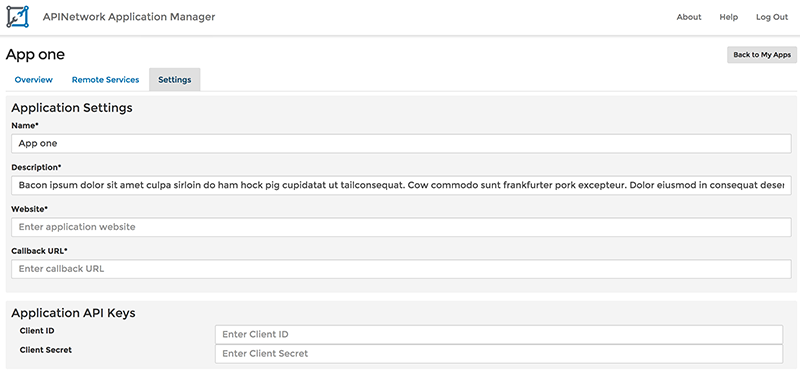 APINetwork Application Manager
About Help Log Out
App one
Back to My Apps
Overview Remote Services Settings
Application Settings
Name*
App one
Description*
Bacon ipsum dolor sit amet culpa sirloin do ham hock pig cupidatat ut tailconsequat. Cow commodo sunt frankfurter pork excepteur. Dolor eiusmod in consequat deser
Website*
Enter application website
Callback URL*
Enter callback URL
Application API Keys
Client ID Enter Client ID
Client Secret Enter Client Secret